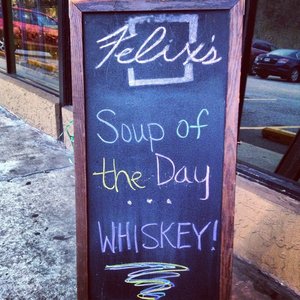 Felix's
Soup of
the Day
...
WHISKEY!